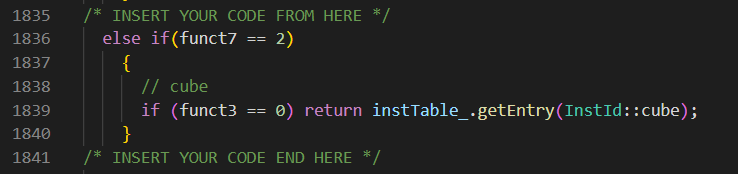 1835 /* INSERT YOUR CODE FROM HERE */
1836 else if(funct7 == 2)
1837 {
1838 // cube
1839 if (funct3 == 0) return instTable_.getEntry(InstId::cube);
1840 }
1841 /* INSERT YOUR CODE END HERE */